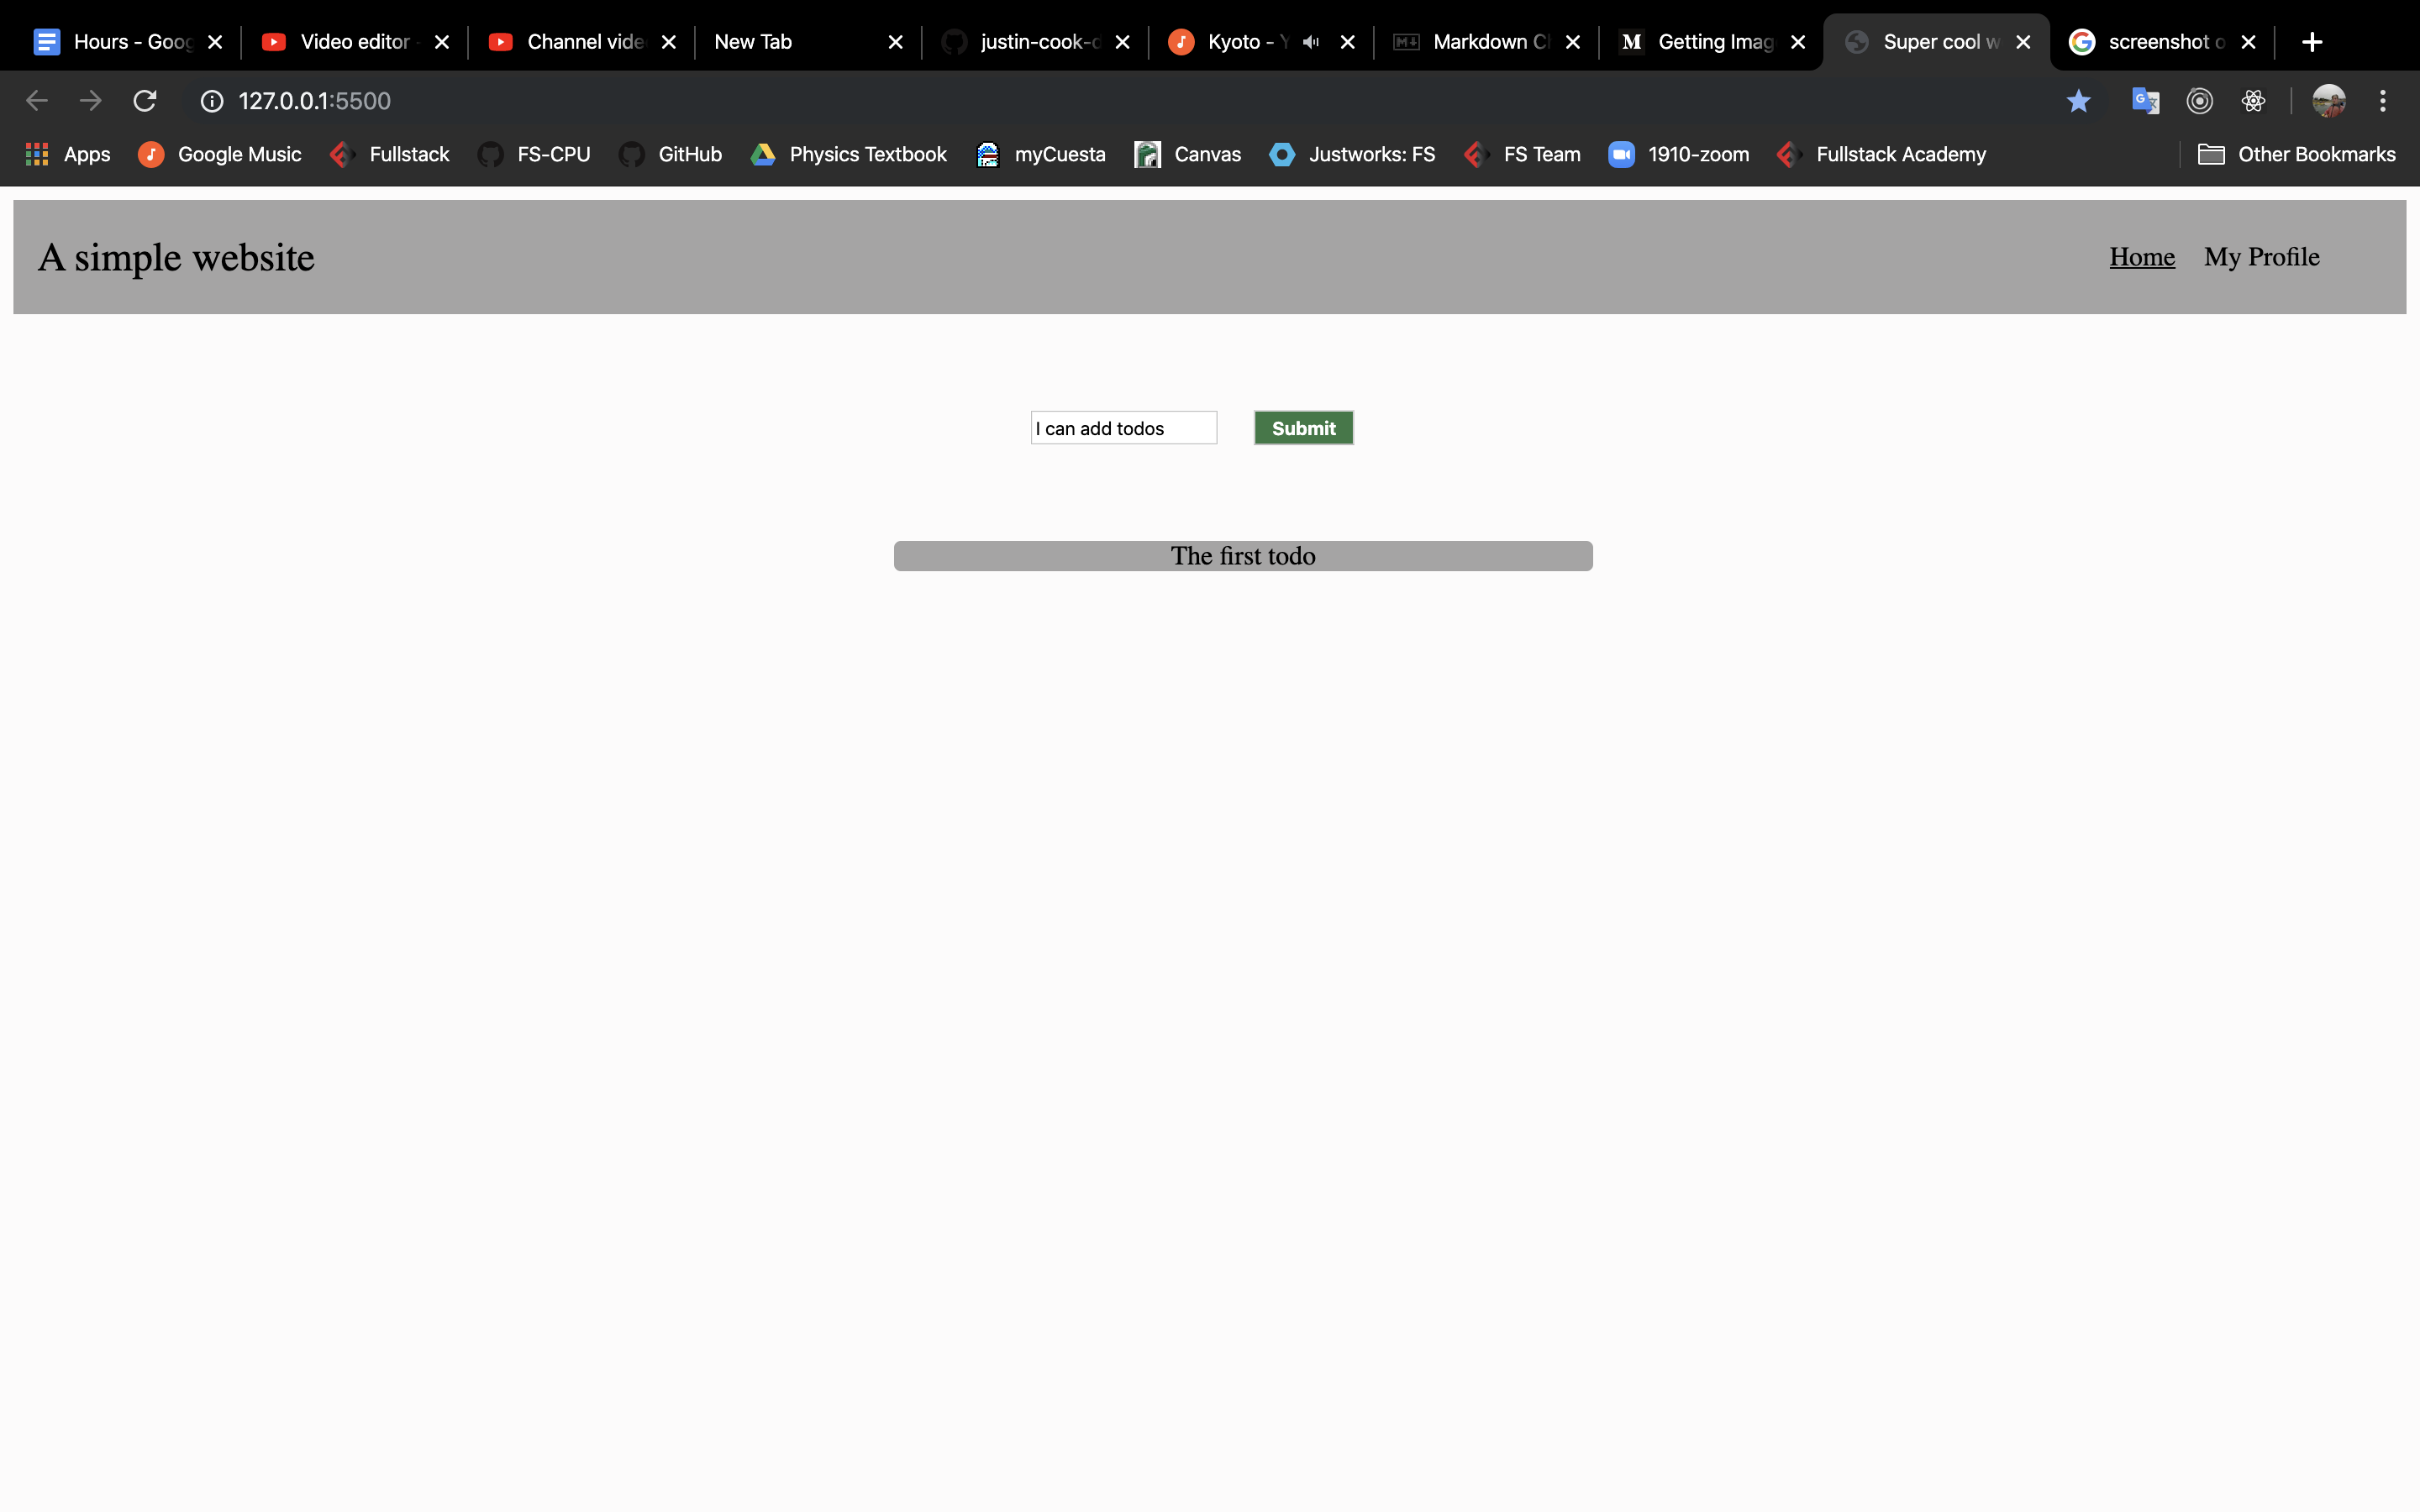 Hours - Goog
Video editor
Channel vide
New Tab
justin-cook-
Kyoto -
Markdown C
Getting Imag
Super cool w
screenshot o
127.0.0.1:5500
Apps
Google Music
Fullstack
FS-CPU
GitHub
Physics Textbook
myCuesta
Canvas
Justworks: FS
FS Team
1910-zoom
Fullstack Academy
Other Bookmarks
A simple website
Home
My Profile
I can add todos
Submit
The first todo